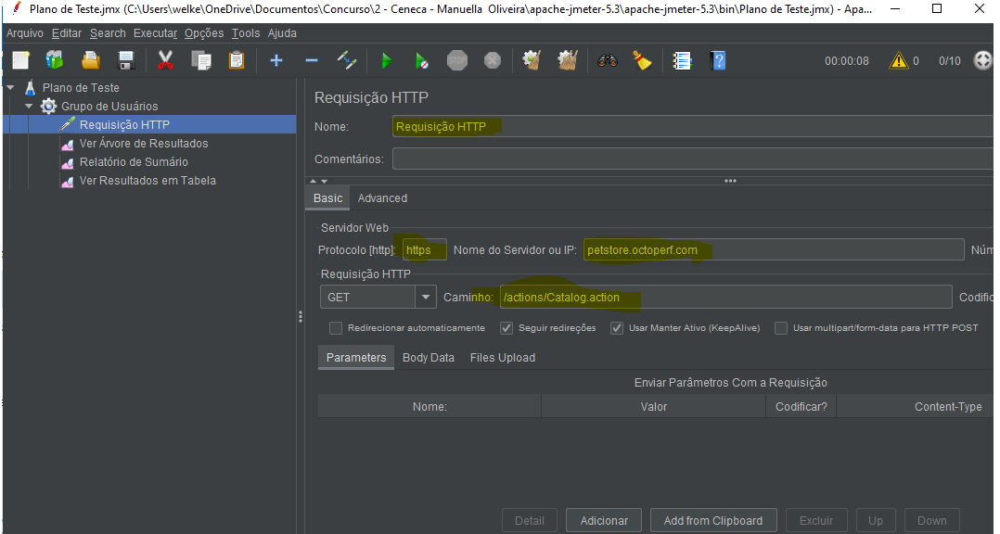 Plano de Teste.jmx (C:\Users\welke\OneDrive\Documentos\Concurso\2 - Ceneca - Manuella Oliveira\apache-jmeter-5.3\apache-jmeter-5.3\bin\Plano de Teste.jmx) - Apa...
Arquivo Editar Search Executar Opções Tools Ajuda
STOP
00:00:08 0 0/10
Plano de Teste
Grupo de Usuários
Requisição HTTP
Ver Árvore de Resultados
Relatório de Sumário
Ver Resultados em Tabela
Requisição HTTP
Nome: Requisição HTTP
Comentários:
Basic Advanced
Servidor Web
Protocolo [http]: https Nome do Servidor ou IP: petstore.octoperf.com Núm
Requisição HTTP
GET Caminho: /actions/Catalog.action Codific
Redirecionar automaticamente Seguir redireções Usar Manter Ativo (KeepAlive) Usar multipart/form-data para HTTP POST
Parameters Body Data Files Upload
Enviar Parâmetros Com a Requisição
Nome: Valor Codificar? Content-Type
Detail Adicionar Add from Clipboard Excluir Up Down